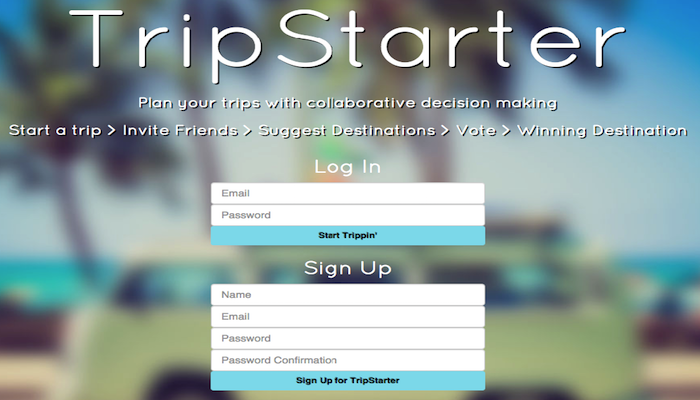 TripStarter
Plan your trips with collaborative decision making
Start a trip > Invite Friends > Suggest Destinations > Vote > Winning Destination
Log In
Email
Password
Start Trippin'
Sign Up
Name
Email
Password
Password Confirmation
Sign Up for TripStarter